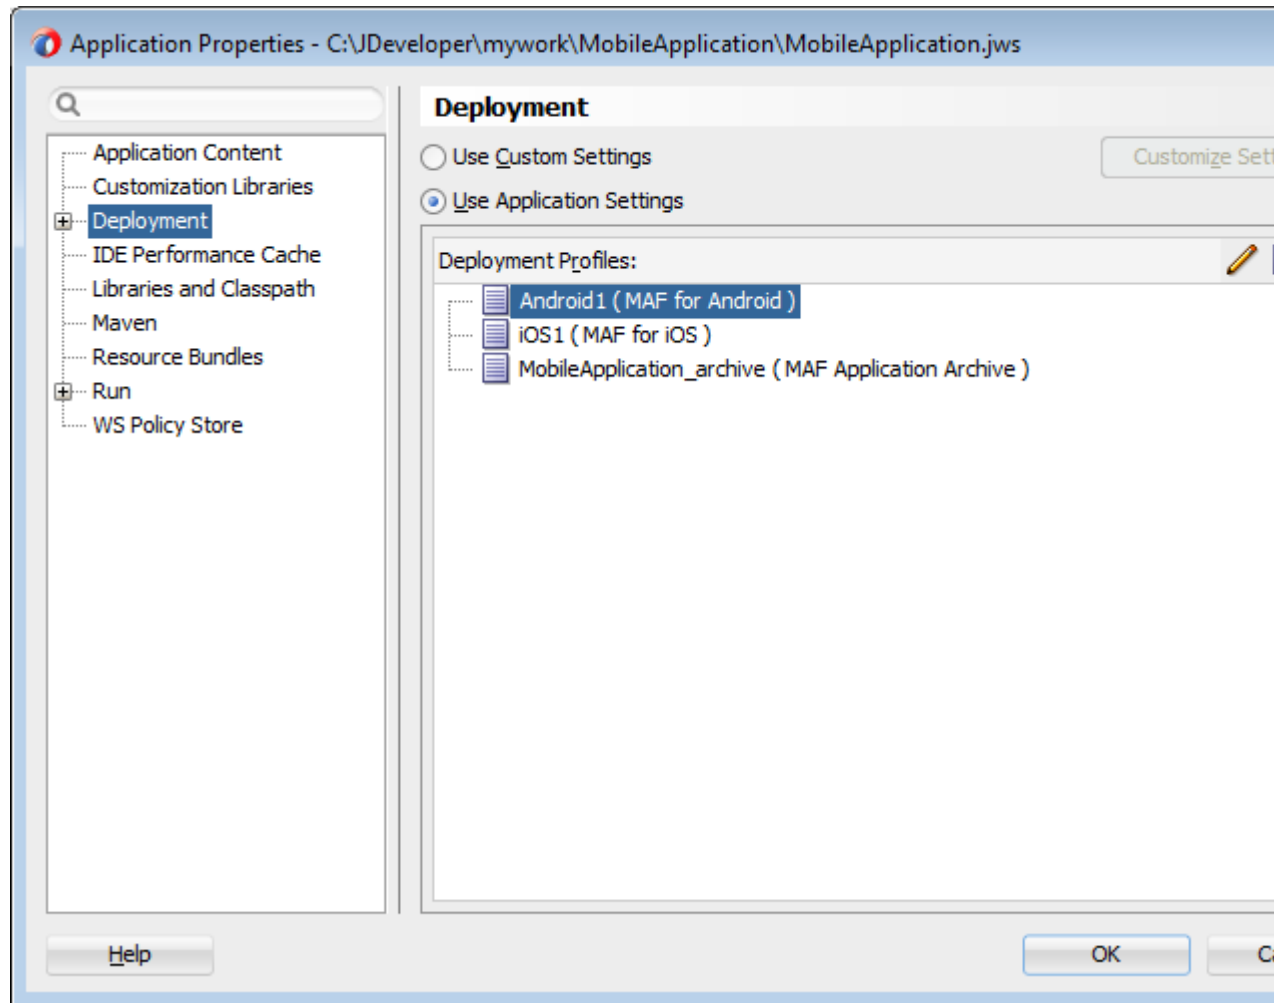 Application Properties - C:\JDeveloper\mywork\MobileApplication\MobileApplication.jws
Application Content
Customization Libraries
Deployment
IDE Performance Cache
Libraries and Classpath
Maven
Resource Bundles
Run
WS Policy Store
Deployment
Use Custom Settings
Customize
Use Application Settings
Deployment Profiles:
Android1 ( MAF for Android )
iOS1 ( MAF for iOS )
MobileApplication_archive ( MAF Application Archive )
Help
OK